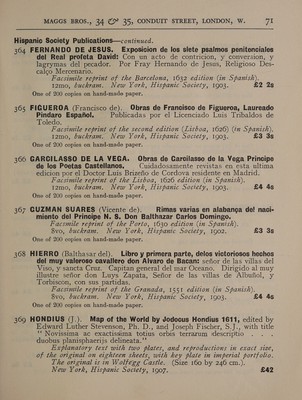 MAGGS BROS., 34 & 35, CONDUIT STREET, LONDON, W. 71
Hispanic Society Publications—continued.
364 FERNANDO DE JESUS. Exposicion de los siete psalmos penitenciales
del Real profeta David: Con un acto de contricion, y conversion, y
lagrymas del pecador. Por Fray Hernando de Jesus, Religioso Des-
calço Mercenario.
Facsimile reprint of the Barcelona, 1632 edition (in Spanish).
12mo, buckram. New York, Hispanic Society, 1903. £2 2s
One of 200 copies on hand-made paper.
365 FIGUEROA (Francisco de). Obras de Francisco de Figueroa, Laureado
Pindaro Español. Publicadas por el Licenciado Luis Tribaldos de
Toledo.
Facsimile reprint of the second edition (Lisboa, 1626) (in Spanish).
12mo, buckram. New York, Hispanic Society, 1903. £3 3s
One of 200 copies on hand-made paper.
366 GARCILASSO DE LA VEGA. Obras de Garcilasso de la Vega Principe
de los Poetas Castellanos. Cuidadosamente revistas en esta ultima
edicion por el Doctor Luis Brizeño de Cordova residente em Madrid.
Facsimile reprint of the Lisboa, 1626 edition (in Spanish).
12mo, buckram. New York, Hispanic Society, 1903. £4 4s
One of 200 copies on hand-made paper.
367 CUZMAN SUARES (Vicente de). Rimas varias en alabança del naci-
miento del Principe N. S. Don Balthazar Carlos Domingo.
Facsimile reprint of the Porto, 1630 edition (in Spanish).
8vo, buckram. New York, Hispanic Society, 1902. £3 3s
One of 200 copies on hand-made paper.
368 HIERRO (Balthasar del). Libro y primera parte, delos victoriosos hechos
del muy valeroso cavallero don Alvaro de Bacan: señor de las villas del
Viso, y sancta Cruz. Capitan general del mar Oceano. Dirigido al muy
illustre señor don Luys Zapata, Señor de las villas de Albuñol, y
Torbiscon, con sus partidas.
Facsimile reprint of the Granada, 1551 edition (in Spanish).
8vo, buckram. New York, Hispanic Society, 1903. £4 4s
One of 200 copies on hand-made paper.
369 HONDIUS (J.). Map of the World by Jodocus Hondius 1611, edited by
Edward Luther Stevenson, Ph. D., and Joseph Fischer, S.J., with title
" Novissima ac exactissima totius orbis terrarum descriptio . . . .
duobus planisphaerijs delineata."
Explanatory text with two plates, and reproductions in exact size,
of the original on eighteen sheets, with key plate in imperial portfolio.
The original is in Wolfegg Castle. (Size 160 by 246 cm.).
New York, Hispanic Society, 1907. £42